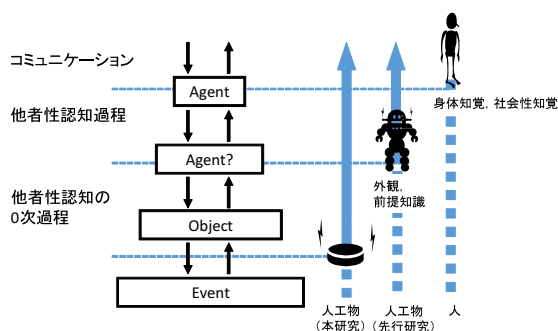 コミュニケーション
Agent
身体知覚, 社会性知覚
他者性認知過程
Agent?
外観,
前提知識
他者性認知の
0次過程
Object
Event
人工物
(本研究)
人工物
(先行研究)
人